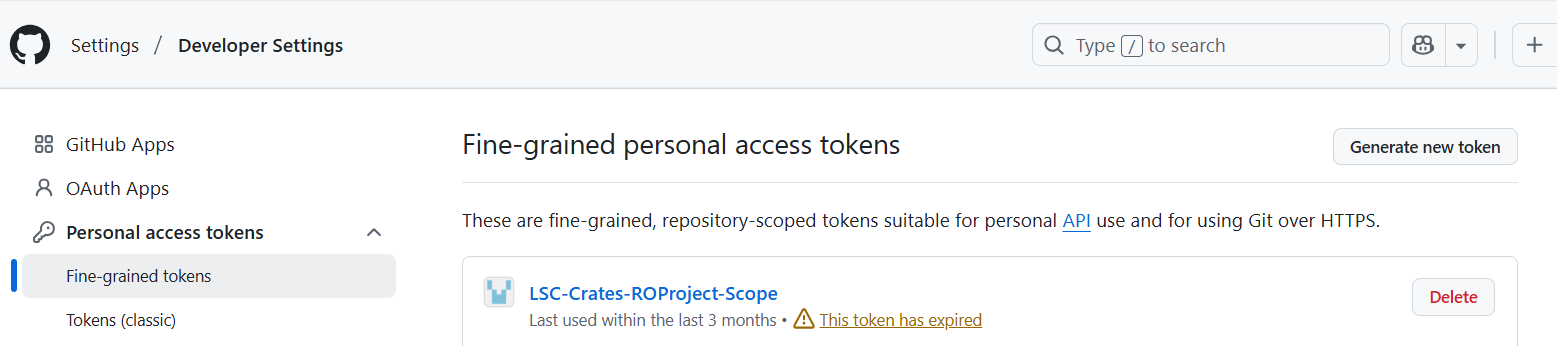 Settings / Developer Settings
Type / to search
GitHub Apps
OAuth Apps
Personal access tokens
Fine-grained tokens
Tokens (classic)
Fine-grained personal access tokens
Generate new token
These are fine-grained, repository-scoped tokens suitable for personal API use and for using Git over HTTPS.
LSC-Crates-ROProject-Scope
Last used within the last 3 months • This token has expired
Delete